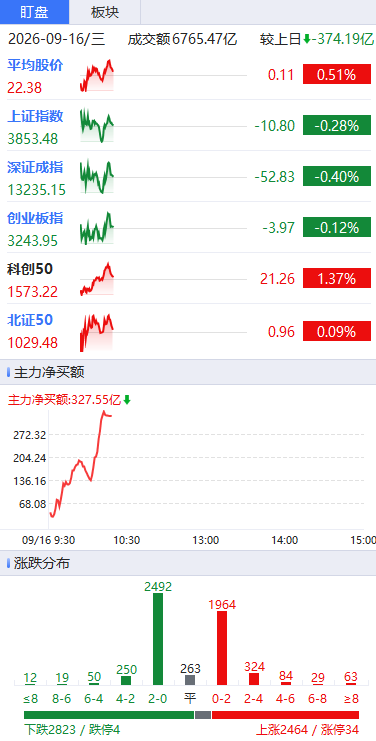 盯盘 板块
2026-09-16/三 成交额6765.47亿 较上日-374.19亿
平均股价
22.38 0.11 0.51%
上证指数
3853.48 -10.80 -0.28%
深证成指
13235.15 -52.83 -0.40%
创业板指
3243.95 -3.97 -0.12%
科创50
1573.22 21.26 1.37%
北证50
1029.48 0.96 0.09%
主力净买额
主力净买额:327.55亿
272.32
204.24
136.16
68.08
09/16 9:30 10:30 13:00 14:00 15:00
涨跌分布
12 19 50 250 2492 263 1964 324 84 29 63
≤8 8-6 6-4 4-2 2-0 平 0-2 2-4 4-6 6-8 ≥8
下跌2823 / 跌停4 上涨2464 / 涨停34